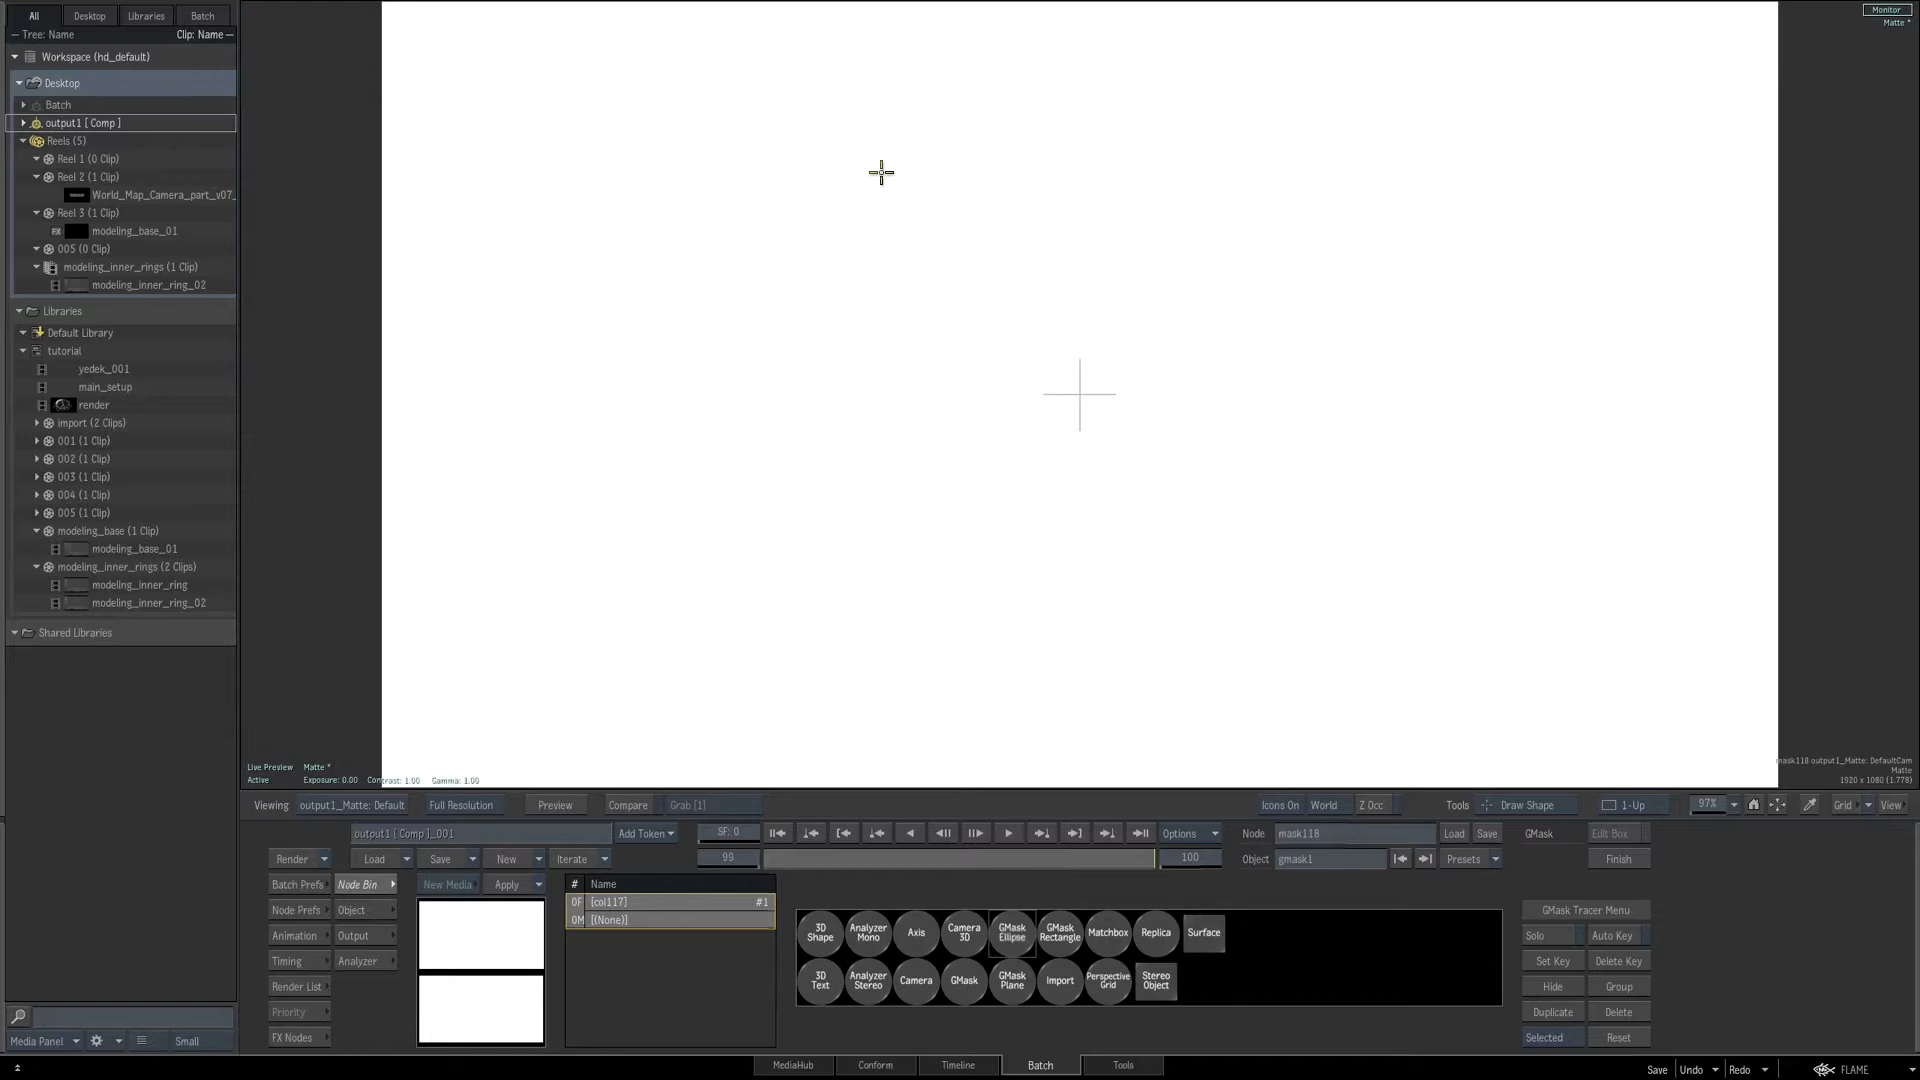 All Desktop Libraries Batch
Tree: Name Clip: Name
Workspace (hd_default)
Desktop
Batch
output1 [ Comp ]
Reels (5)
Reel 1 (0 Clip)
Reel 2 (1 Clip)
World_Map_Camera_part_v07_
Reel 3 (1 Clip)
FX modeling_base_01
005 (0 Clip)
modeling_inner_rings (1 Clip)
modeling_inner_ring_02
Libraries
Default Library
tutorial
yedek_001
main_setup
render
import (2 Clips)
001 (1 Clip)
002 (1 Clip)
003 (1 Clip)
004 (1 Clip)
005 (1 Clip)
modeling_base (1 Clip)
modeling_base_01
modeling_inner_rings (2 Clips)
modeling_inner_ring
modeling_inner_ring_02
Shared Libraries
Media Panel Small
Monitor
Matte *
Live Preview Matte *
Active Exposure: 0.00 Contrast: 1.00 Gamma: 1.00
mask118 output1_Matte: DefaultCam
Matte
1920 x 1080 (1.778)
Viewing output1_Matte: Default Full Resolution Preview Compare Grab [1] Icons On World Z Occ Tools Draw Shape 1-Up 97% Grid View
output1 [ Comp ]_001 Add Token SF: 0 Options Node mask118 Load Save GMask Edit Box
Render Load Save New Iterate 99 100 Object gmask1 Presets Finish
Batch Prefs Node Bin New Media Apply # Name
Node Prefs Object 0F [col117] #1
0M [(None)]
Animation Output
Timing Analyzer
Render List
Priority
FX Nodes
3D Shape Analyzer Mono Axis Camera 3D GMask Ellipse GMask Rectangle Matchbox Replica Surface
3D Text Analyzer Stereo Camera GMask GMask Plane Import Perspective Grid Stereo Object
GMask Tracer Menu
Solo Auto Key
Set Key Delete Key
Hide Group
Duplicate Delete
Selected Reset
MediaHub Conform Timeline Batch Tools
Save Undo Redo FLAME